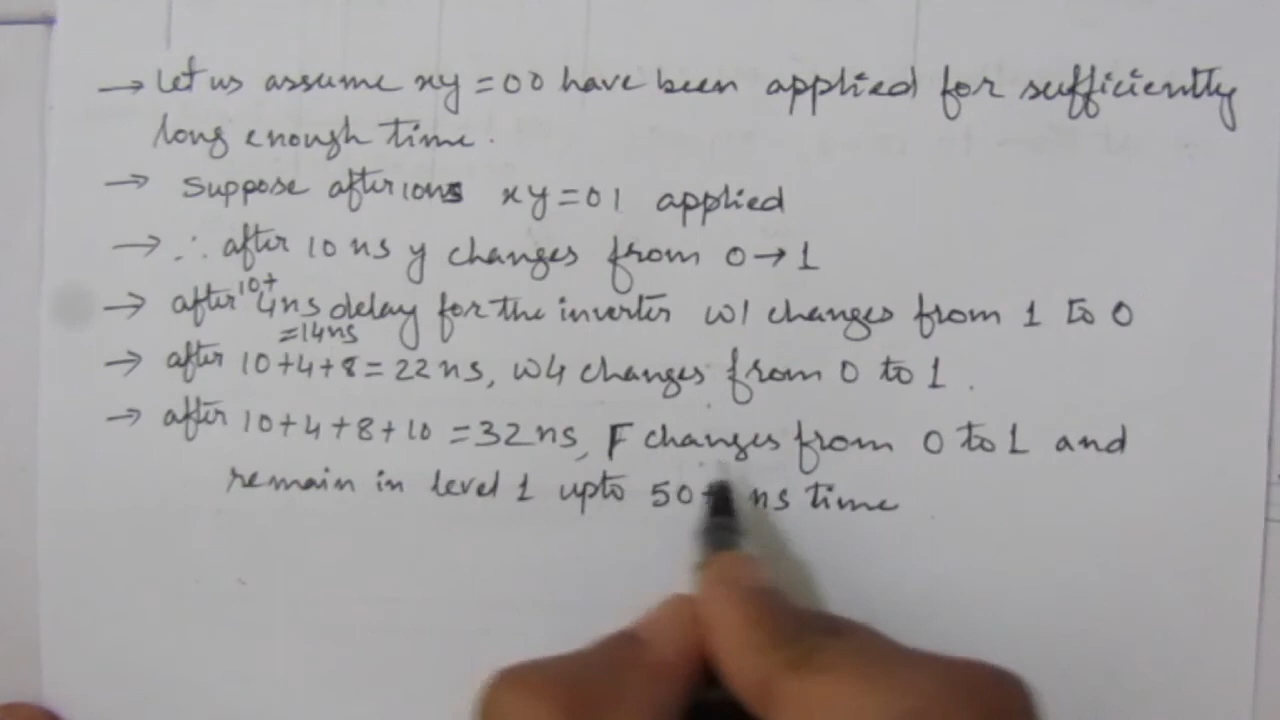 → Let us assume xy = 00 have been applied for sufficiently
long enough time.
→ suppose after 10ns xy = 01 applied
→ ∴ after 10 ns y changes from 0 → 1
→ after 10+4ns delay for the inverter w1 changes from 1 to 0
=14ns
→ after 10+4+8 = 22 ns, w4 changes from 0 to 1.
→ after 10+4+8+10 = 32 ns, F changes from 0 to 1 and
remain in level 1 upto 50 ns time